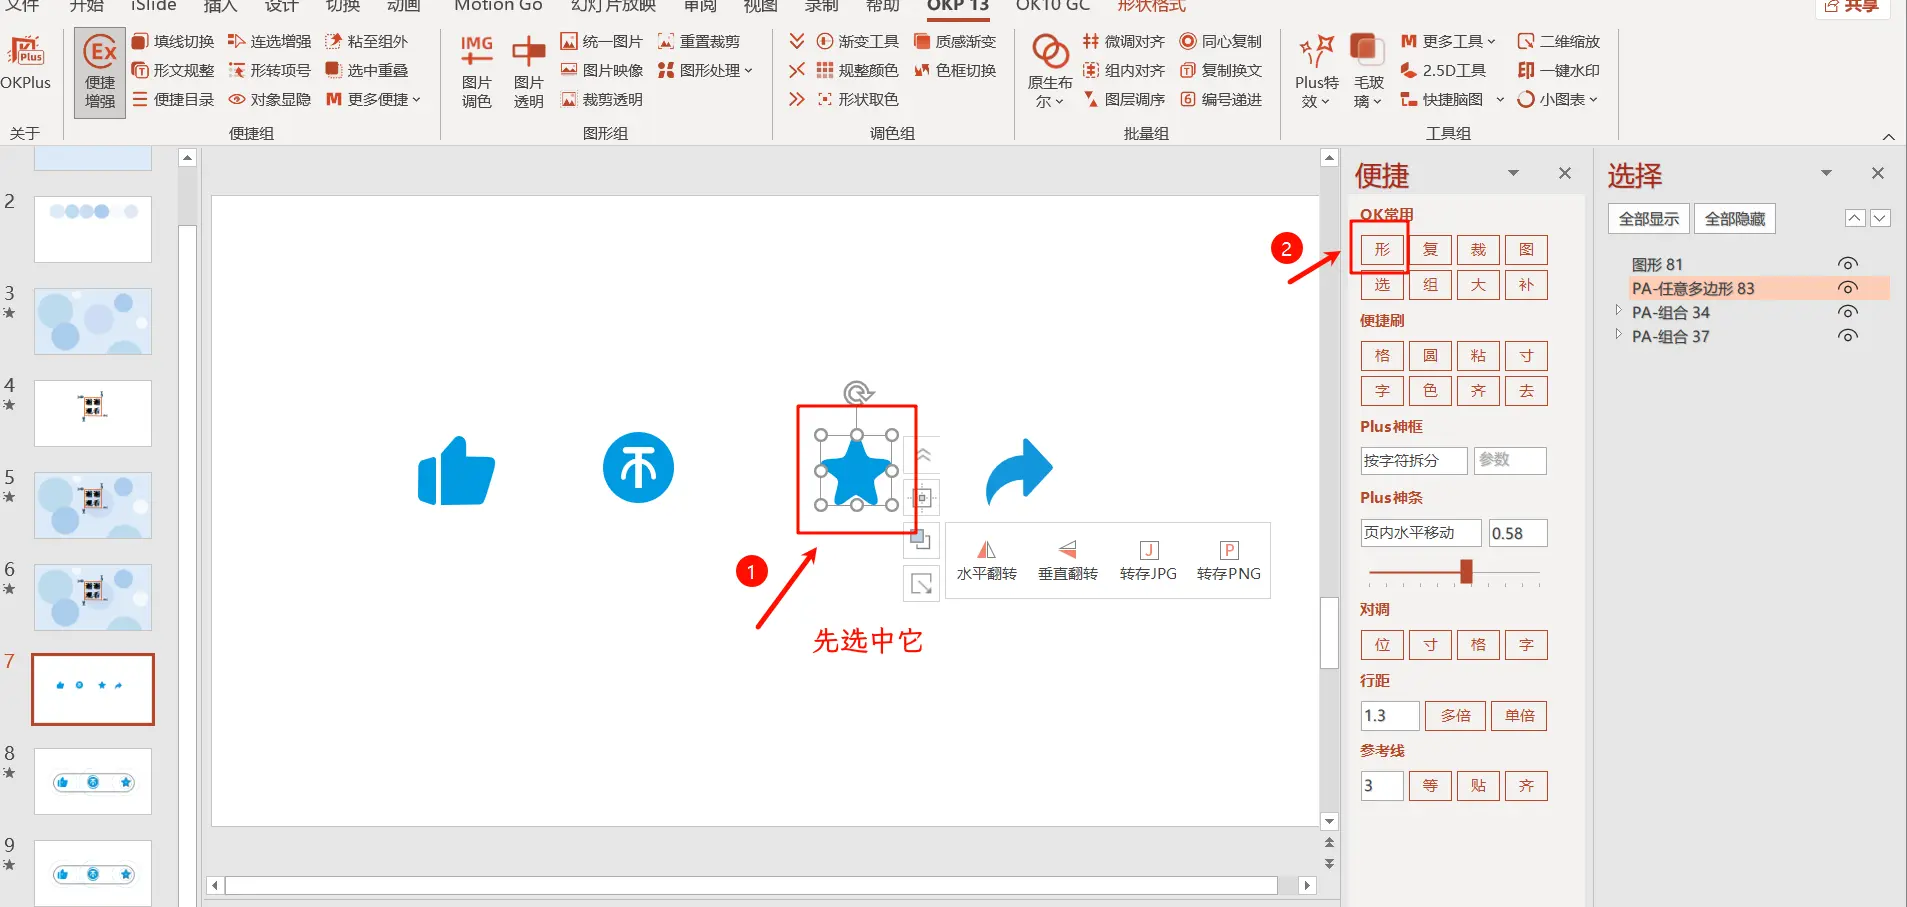 文件 开始 iSlide 插入 设计 切换 动画 Motion Go 幻灯片放映 审阅 视图 录制 帮助 OKP 13 OK10 GC 形状格式 共享
Plus
OKPlus
关于
Ex
便捷
增强
填线切换 连选增强 粘至组外
形文规整 形转项号 选中重叠
便捷目录 对象显隐 更多便捷
便捷组
IMG
图片
调色
图片
透明
统一图片 重置裁剪
图片映像 图形处理
裁剪透明
图形组
渐变工具 质感渐变
规整颜色 色框切换
形状取色
调色组
原生布
尔
微调对齐 同心复制
组内对齐 复制换文
图层调序 编号递进
批量组
Plus特
效
毛玻
璃
更多工具 二维缩放
2.5D工具 一键水印
快捷脑图 小图表
工具组
2
3
4
5
6
7
8
9
1
先选中它
2
水平翻转 垂直翻转 转存JPG 转存PNG
便捷
OK常用
形 复 裁 图
选 组 大 补
便捷刷
格 圆 粘 寸
字 色 齐 去
Plus神框
按字符拆分 参数
Plus神条
页内水平移动 0.58
对调
位 寸 格 字
行距
1.3 多倍 单倍
参考线
3 等 贴 齐
选择
全部显示 全部隐藏
图形 81
PA-任意多边形 83
PA-组合 34
PA-组合 37